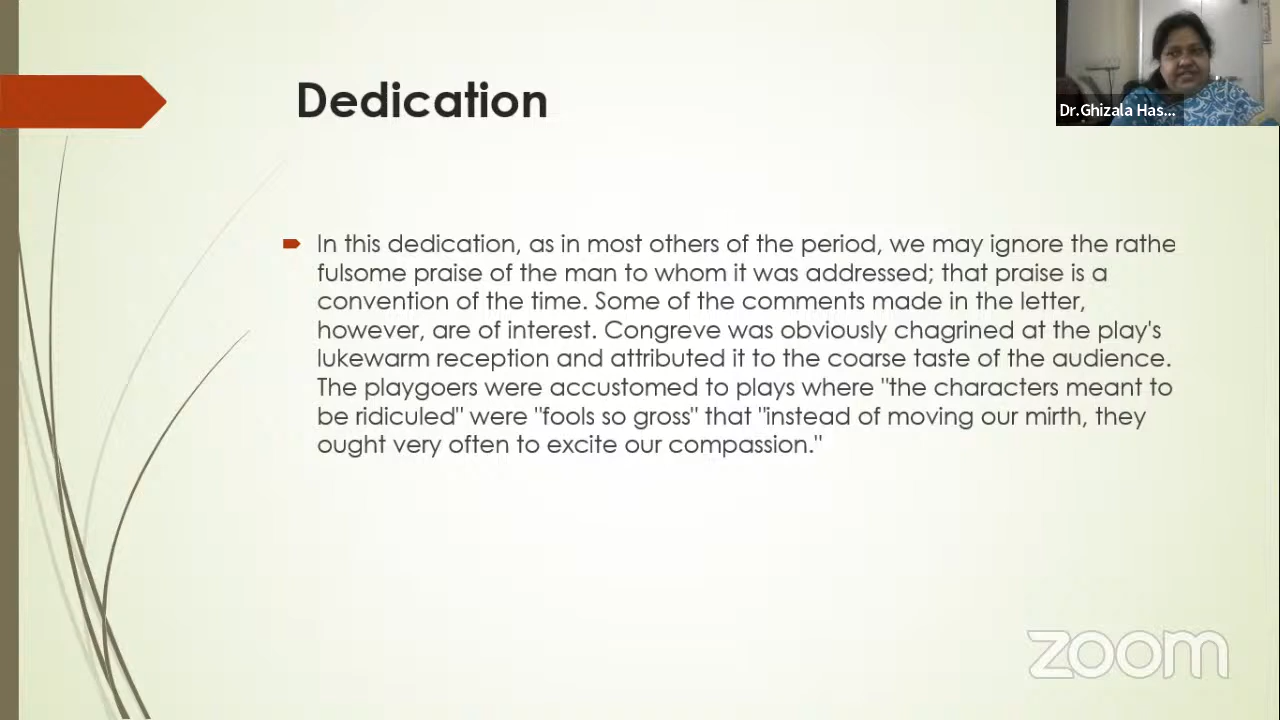 Dedication
Dr.Ghizala Has...
In this dedication, as in most others of the period, we may ignore the rathe
fulsome praise of the man to whom it was addressed; that praise is a
convention of the time. Some of the comments made in the letter,
however, are of interest. Congreve was obviously chagrined at the play's
lukewarm reception and attributed it to the coarse taste of the audience.
The playgoers were accustomed to plays where "the characters meant to
be ridiculed" were "fools so gross" that "instead of moving our mirth, they
ought very often to excite our compassion."
zoom